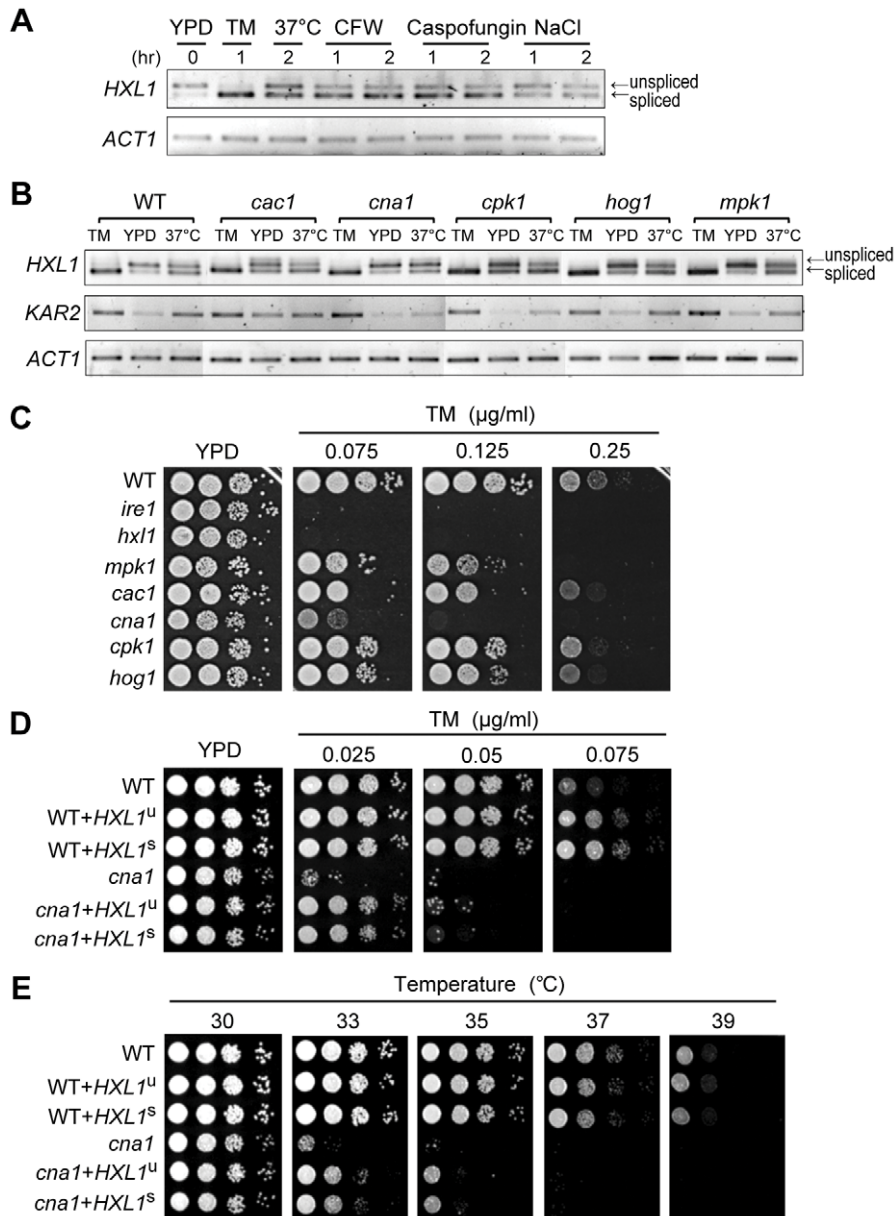 A
YPD TM 37°C CFW Caspofungin NaCl
(hr) 0 1 2 1 2 1 2 1 2
HXL1 ←unspliced
←spliced
ACT1
B
WT cac1 cna1 cpk1 hog1 mpk1
TM YPD 37°C TM YPD 37°C TM YPD 37°C TM YPD 37°C TM YPD 37°C TM YPD 37°C
HXL1 ←unspliced
←spliced
KAR2
ACT1
C
TM (µg/ml)
YPD 0.075 0.125 0.25
WT
ire1
hxl1
mpk1
cac1
cna1
cpk1
hog1
D
TM (µg/ml)
YPD 0.025 0.05 0.075
WT
WT+HXL1ᵘ
WT+HXL1ˢ
cna1
cna1+HXL1ᵘ
cna1+HXL1ˢ
E
Temperature (°C)
30 33 35 37 39
WT
WT+HXL1ᵘ
WT+HXL1ˢ
cna1
cna1+HXL1ᵘ
cna1+HXL1ˢ